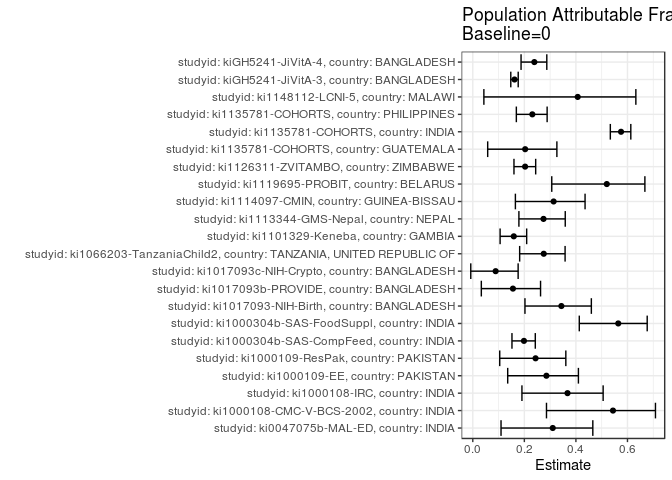 Population Attributable Fra
Baseline=0
studyid: kiGH5241-JiVitA-4, country: BANGLADESH
studyid: kiGH5241-JiVitA-3, country: BANGLADESH
studyid: ki1148112-LCNI-5, country: MALAWI
studyid: ki1135781-COHORTS, country: PHILIPPINES
studyid: ki1135781-COHORTS, country: INDIA
studyid: ki1135781-COHORTS, country: GUATEMALA
studyid: ki1126311-ZVITAMBO, country: ZIMBABWE
studyid: ki1119695-PROBIT, country: BELARUS
studyid: ki1114097-CMIN, country: GUINEA-BISSAU
studyid: ki1113344-GMS-Nepal, country: NEPAL
studyid: ki1101329-Keneba, country: GAMBIA
studyid: ki1066203-TanzaniaChild2, country: TANZANIA, UNITED REPUBLIC OF
studyid: ki1017093c-NIH-Crypto, country: BANGLADESH
studyid: ki1017093b-PROVIDE, country: BANGLADESH
studyid: ki1017093-NIH-Birth, country: BANGLADESH
studyid: ki1000304b-SAS-FoodSuppl, country: INDIA
studyid: ki1000304b-SAS-CompFeed, country: INDIA
studyid: ki1000109-ResPak, country: PAKISTAN
studyid: ki1000109-EE, country: PAKISTAN
studyid: ki1000108-IRC, country: INDIA
studyid: ki1000108-CMC-V-BCS-2002, country: INDIA
studyid: ki0047075b-MAL-ED, country: INDIA
0.0 0.2 0.4 0.6
Estimate